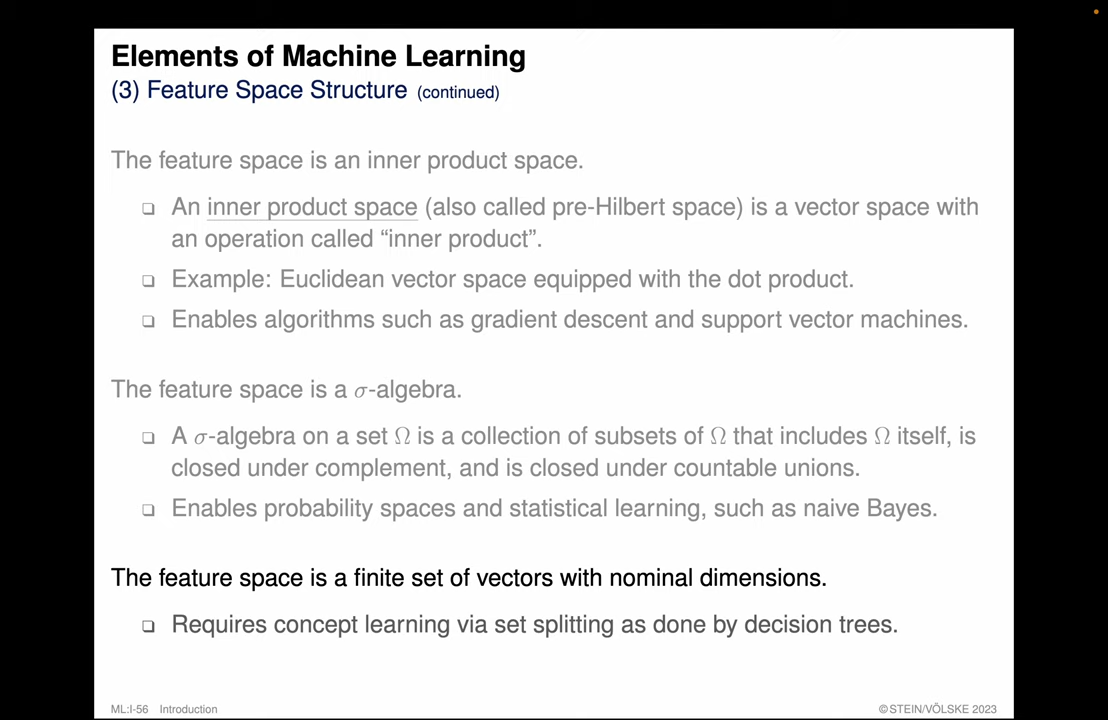 Elements of Machine Learning
(3) Feature Space Structure (continued)
The feature space is an inner product space.
❑ An inner product space (also called pre-Hilbert space) is a vector space with
an operation called “inner product”.
❑ Example: Euclidean vector space equipped with the dot product.
❑ Enables algorithms such as gradient descent and support vector machines.
The feature space is a σ-algebra.
❑ A σ-algebra on a set Ω is a collection of subsets of Ω that includes Ω itself, is
closed under complement, and is closed under countable unions.
❑ Enables probability spaces and statistical learning, such as naive Bayes.
The feature space is a finite set of vectors with nominal dimensions.
❑ Requires concept learning via set splitting as done by decision trees.
ML:I-56 Introduction ©STEIN/VÖLSKE 2023